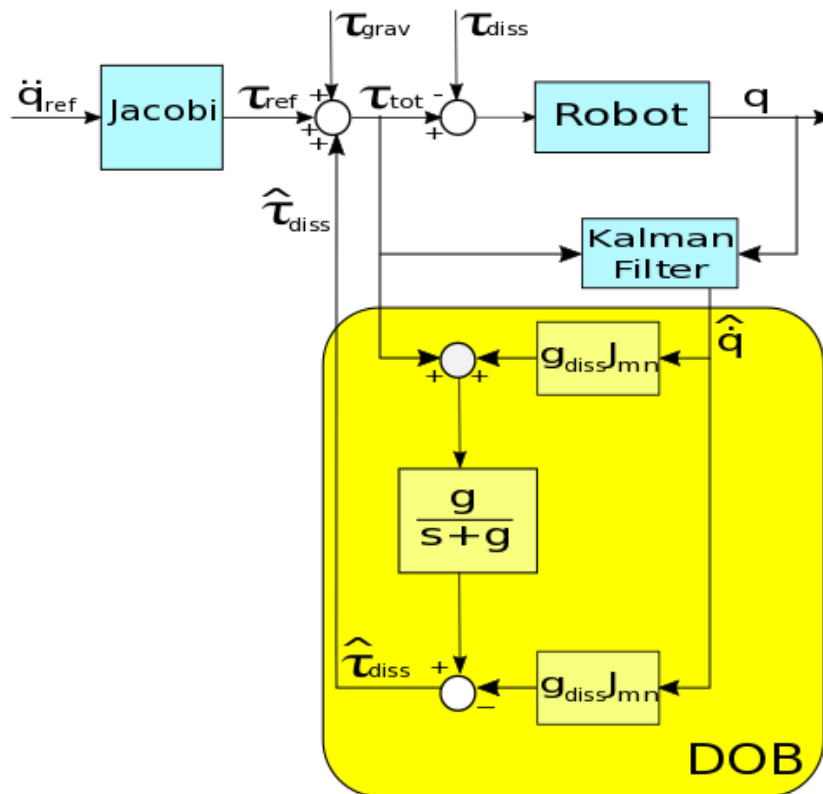 τgrav
τdiss
q̈ref
Jacobi
τref
+
+
+
τtot
-
+
Robot
q
τ̂diss
Kalman
Filter
q̇̂
gdissJmn
+
+
g
s+g
τ̂diss
+
−
gdissJmn
DOB